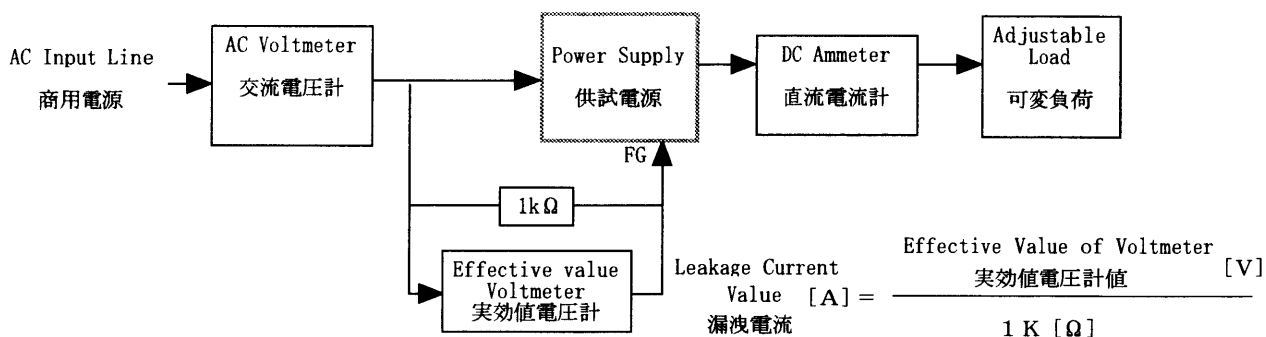 AC Input Line
商用電源
AC Voltmeter
交流電圧計
Power Supply
供試電源
DC Ammeter
直流電流計
Adjustable
Load
可変負荷
FG
1kΩ
Effective value
Voltmeter
実効値電圧計
Leakage Current
Value [A] =
漏洩電流
Effective Value of Voltmeter
実効値電圧計値 [V]
1 K [Ω]